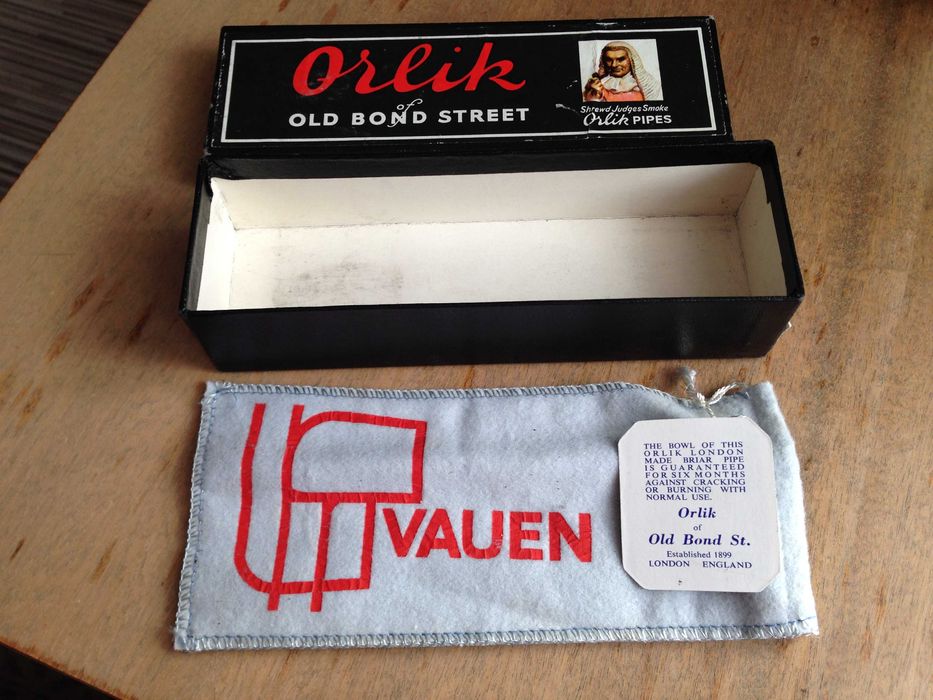 Orlik
of
OLD BOND STREET
Shrewd Judges Smoke
Orlik PIPES
VAUEN
THE BOWL OF THIS
ORLIK LONDON
MADE BRIAR PIPE
IS GUARANTEED
FOR SIX MONTHS
AGAINST CRACKING
OR BURNING WITH
NORMAL USE.
Orlik
of
Old Bond St.
Established 1899
LONDON ENGLAND